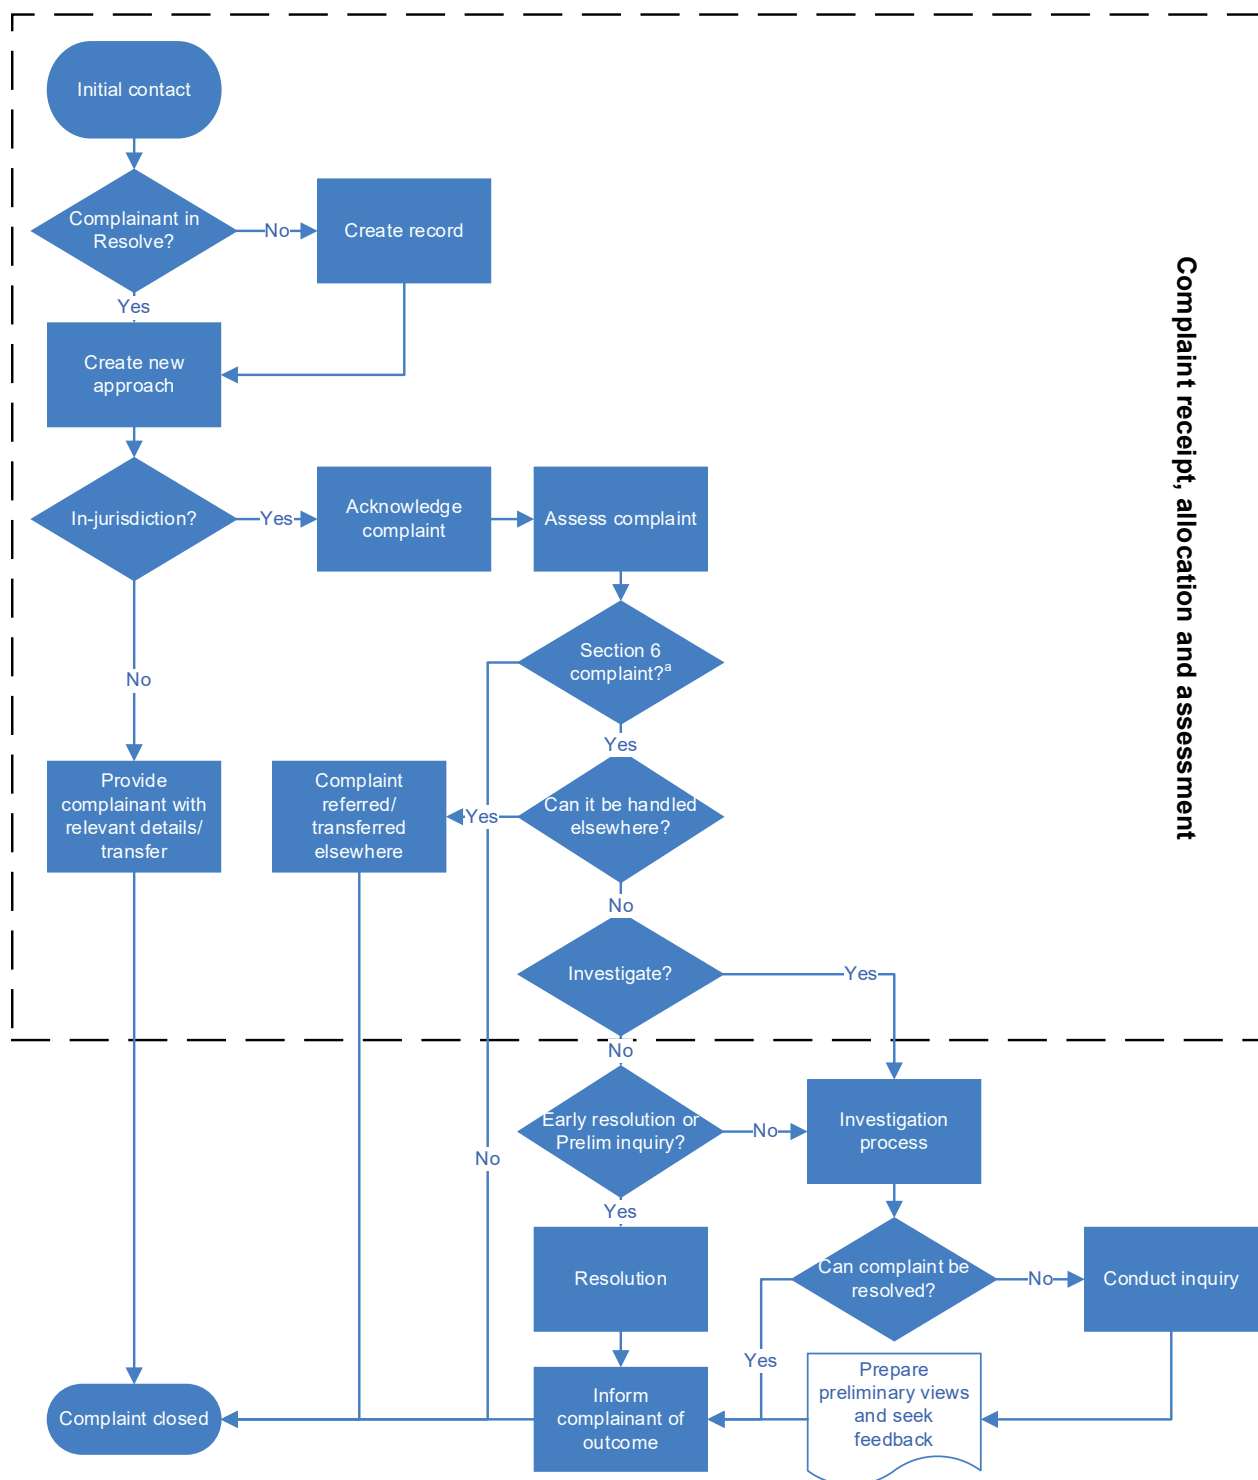 Initial contact
Complainant in
Resolve?
No
Create record
Yes
Create new
approach
In-jurisdiction?
Yes
Acknowledge
complaint
Assess complaint
Section 6
complaint?a
No
Yes
Provide
complainant with
relevant details/
transfer
Complaint
referred/
transferred
elsewhere
Yes
Can it be handled
elsewhere?
No
Investigate?
Yes
Complaint receipt, allocation and assessment
No
Early resolution or
Prelim inquiry?
No
Investigation
process
No
Yes
Resolution
Can complaint be
resolved?
No
Conduct inquiry
Yes
Complaint closed
Inform
complainant of
outcome
Prepare
preliminary views
and seek
feedback